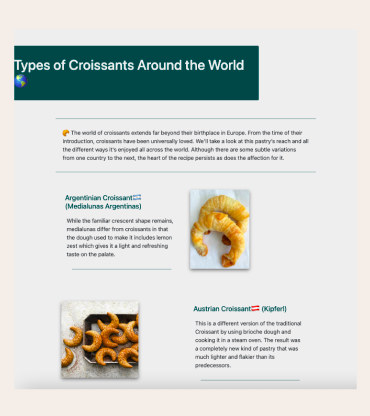 Types of Croissants Around the World
🌎
🥐 The world of croissants extends far beyond their birthplace in Europe. From the time of their
introduction, croissants have been universally loved. We'll take a look at this pastry's reach and all
the different ways it's enjoyed all across the world. Although there are some subtle variations
from one country to the next, the heart of the recipe persists as does the affection for it.
Argentinian Croissant🇦🇷
(Medialunas Argentinas)
While the familiar crescent shape remains,
medialunas differ from croissants in that
the dough used to make it includes lemon
zest which gives it a light and refreshing
taste on the palate.
Austrian Croissant🇦🇹 (Kipferl)
This is a different version of the traditional
Croissant by using brioche dough and
cooking it in a steam oven. The result was
a completely new kind of pastry that was
much lighter and flakier than its
predecessors.